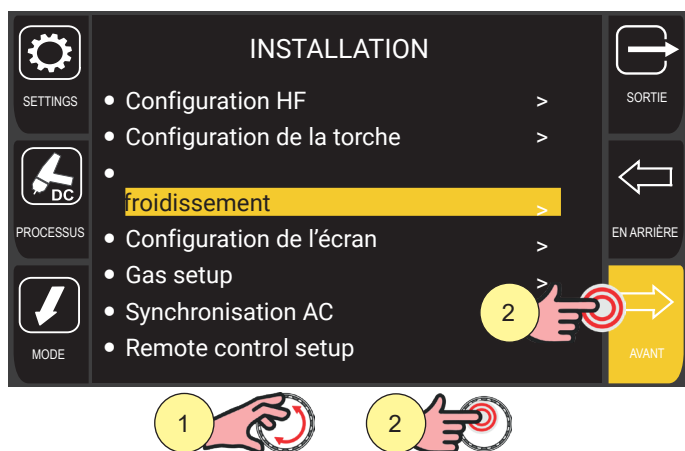 INSTALLATION
SETTINGS
PROCESSUS
DC
MODE
• Configuration HF >
• Configuration de la torche >
•
froidissement >
• Configuration de l’écran >
• Gas setup >
• Synchronisation AC
• Remote control setup
SORTIE
EN ARRIÈRE
AVANT
2
1
2